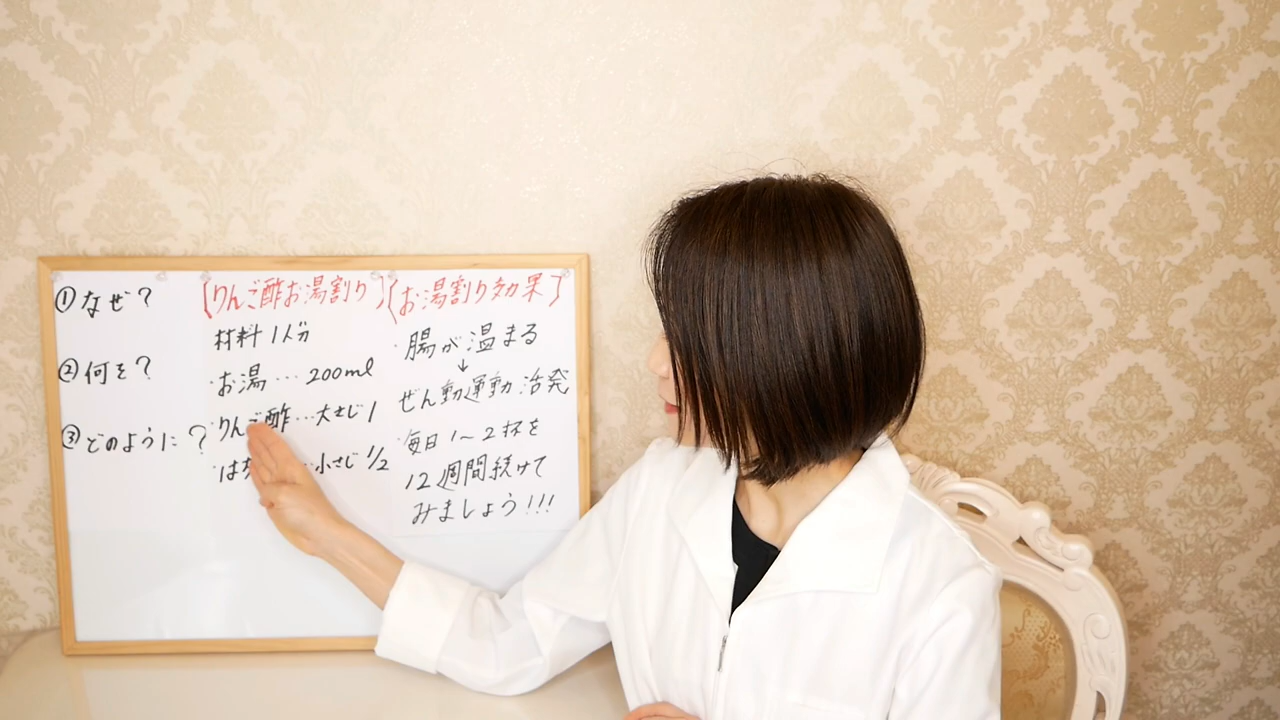 ①なぜ?
②何を?
③どのように?
【りんご酢お湯割り】
材料 1人分
・お湯…200ml
・りんご酢…大さじ1
・は 小さじ1/2
【お湯割り効果】
・腸が温まる
↓
ぜん動運動 活発
・毎日1~2杯を
12週間続けて
みましょう!!!